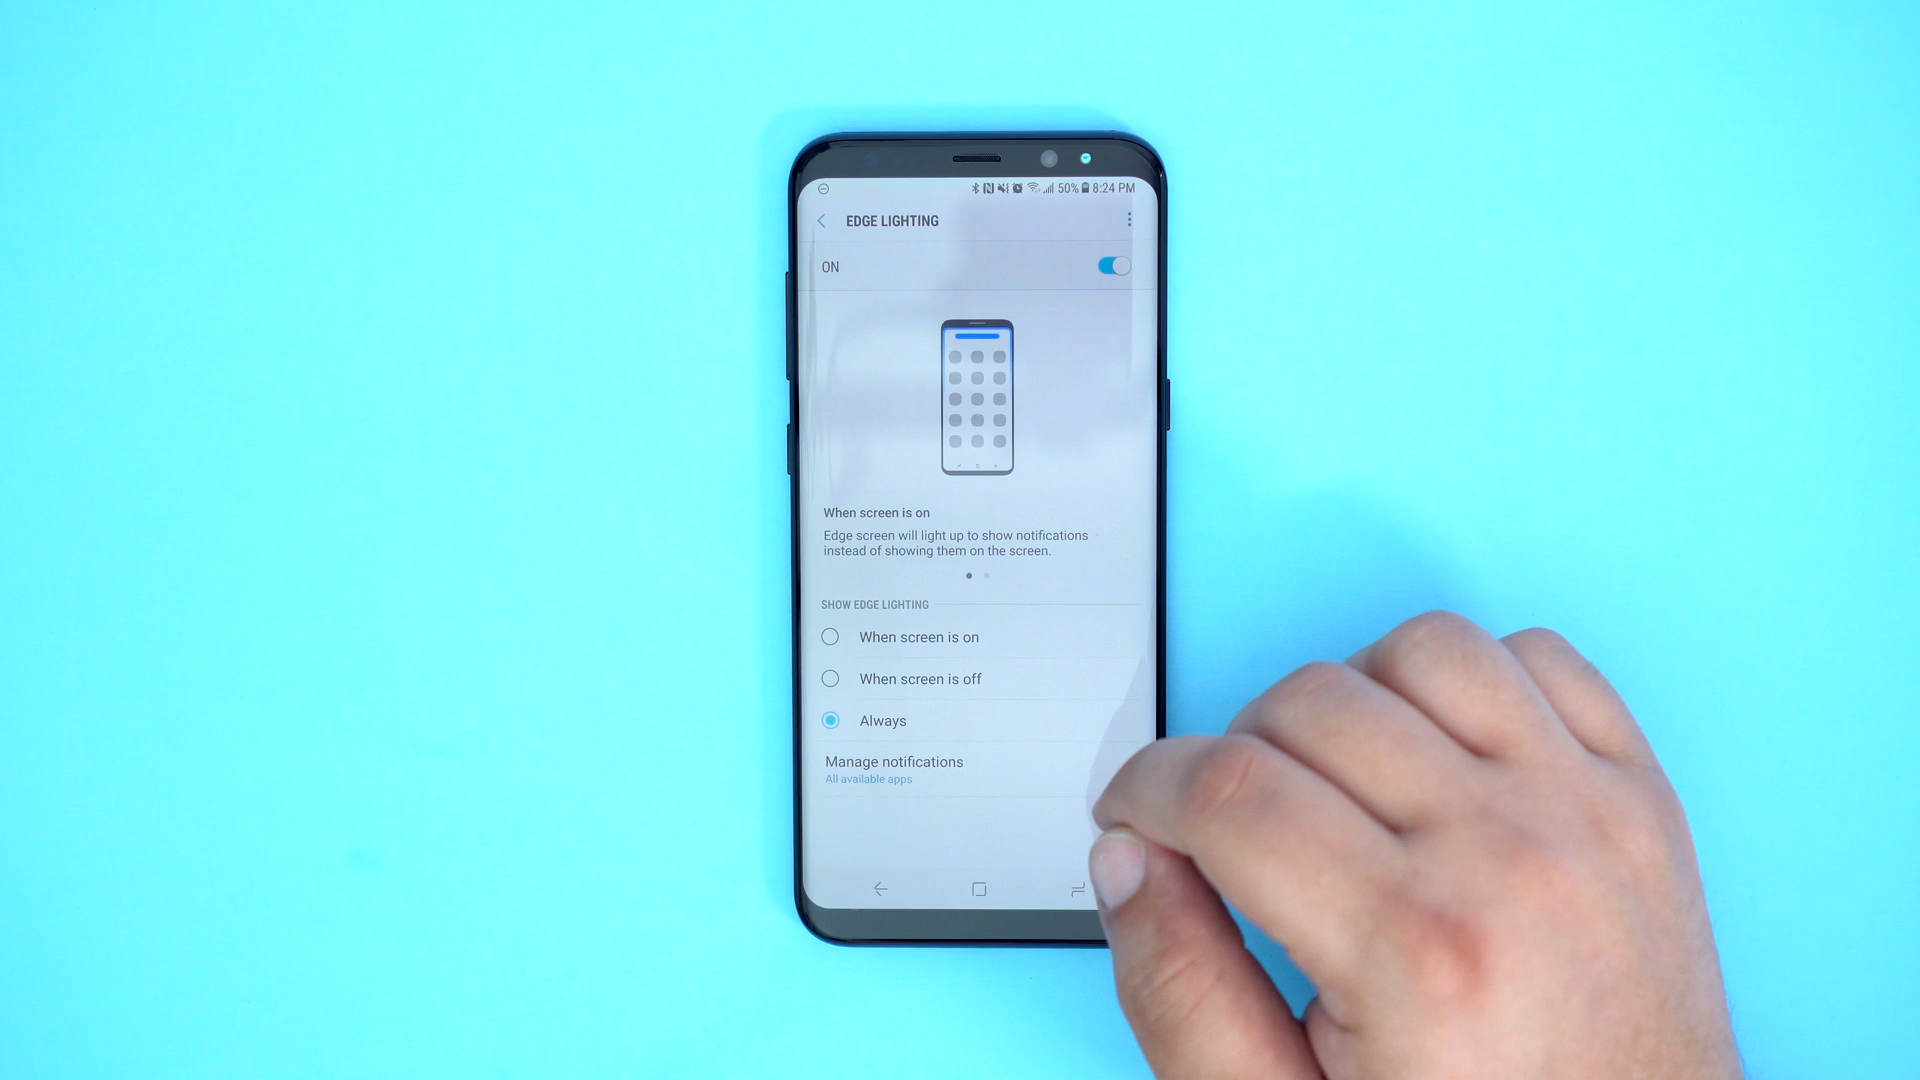 50% 8:24 PM
EDGE LIGHTING
ON
When screen is on
Edge screen will light up to show notifications
instead of showing them on the screen.
SHOW EDGE LIGHTING
When screen is on
When screen is off
Always
Manage notifications
All available apps